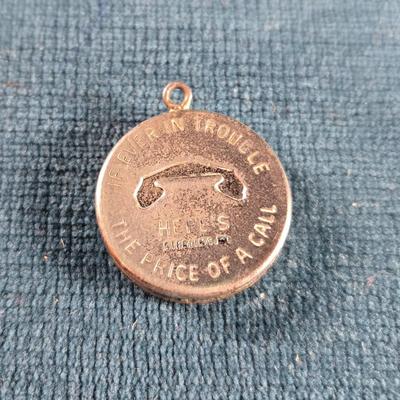 IF EVER IN TROUBLE
HERE'S
THE PRICE OF A CALL